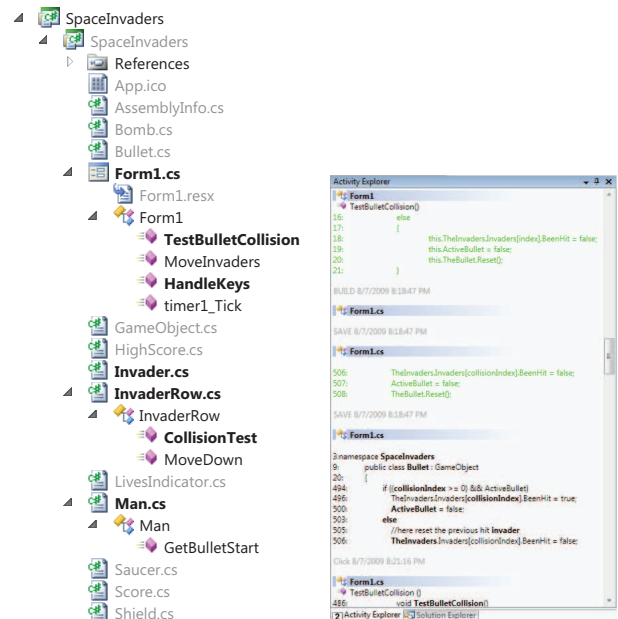 SpaceInvaders
SpaceInvaders
References
App.ico
AssemblyInfo.cs
Bomb.cs
Bullet.cs
Form1.cs
Form1.resx
Form1
TestBulletCollision
MoveInvaders
HandleKeys
timer1_Tick
GameObject.cs
HighScore.cs
Invader.cs
InvaderRow.cs
InvaderRow
CollisionTest
MoveDown
LivesIndicator.cs
Man.cs
Man
GetBulletStart
Saucer.cs
Score.cs
Shield.cs
Activity Explorer
Form1
TestBulletCollision()
16: else
17: {
18: this.TheInvaders.Invaders[index].BeenHit = false;
19: this.ActiveBullet = false;
20: this.TheBullet.Reset();
21: }
BUILD 8/7/2009 8:18:47 PM
Form1.cs
SAVE 8/7/2009 8:18:47 PM
Form1.cs
506: TheInvaders.Invaders[collisionIndex].BeenHit = false;
507: ActiveBullet = false;
508: TheBullet.Reset();
SAVE 8/7/2009 8:18:47 PM
Form1.cs
3:namespace SpaceInvaders
9: public class Bullet : GameObject
20: {
494: if ((collisionIndex >= 0) && ActiveBullet)
496: TheInvaders.Invaders[collisionIndex].BeenHit = true;
500: ActiveBullet = false;
503: else
505: //here reset the previous hit invader
506: TheInvaders.Invaders[collisionIndex].BeenHit = false;
Click 8/7/2009 8:21:16 PM
Form1.cs
TestBulletCollision ()
486: void TestBulletCollision()
Activity Explorer Solution Explorer